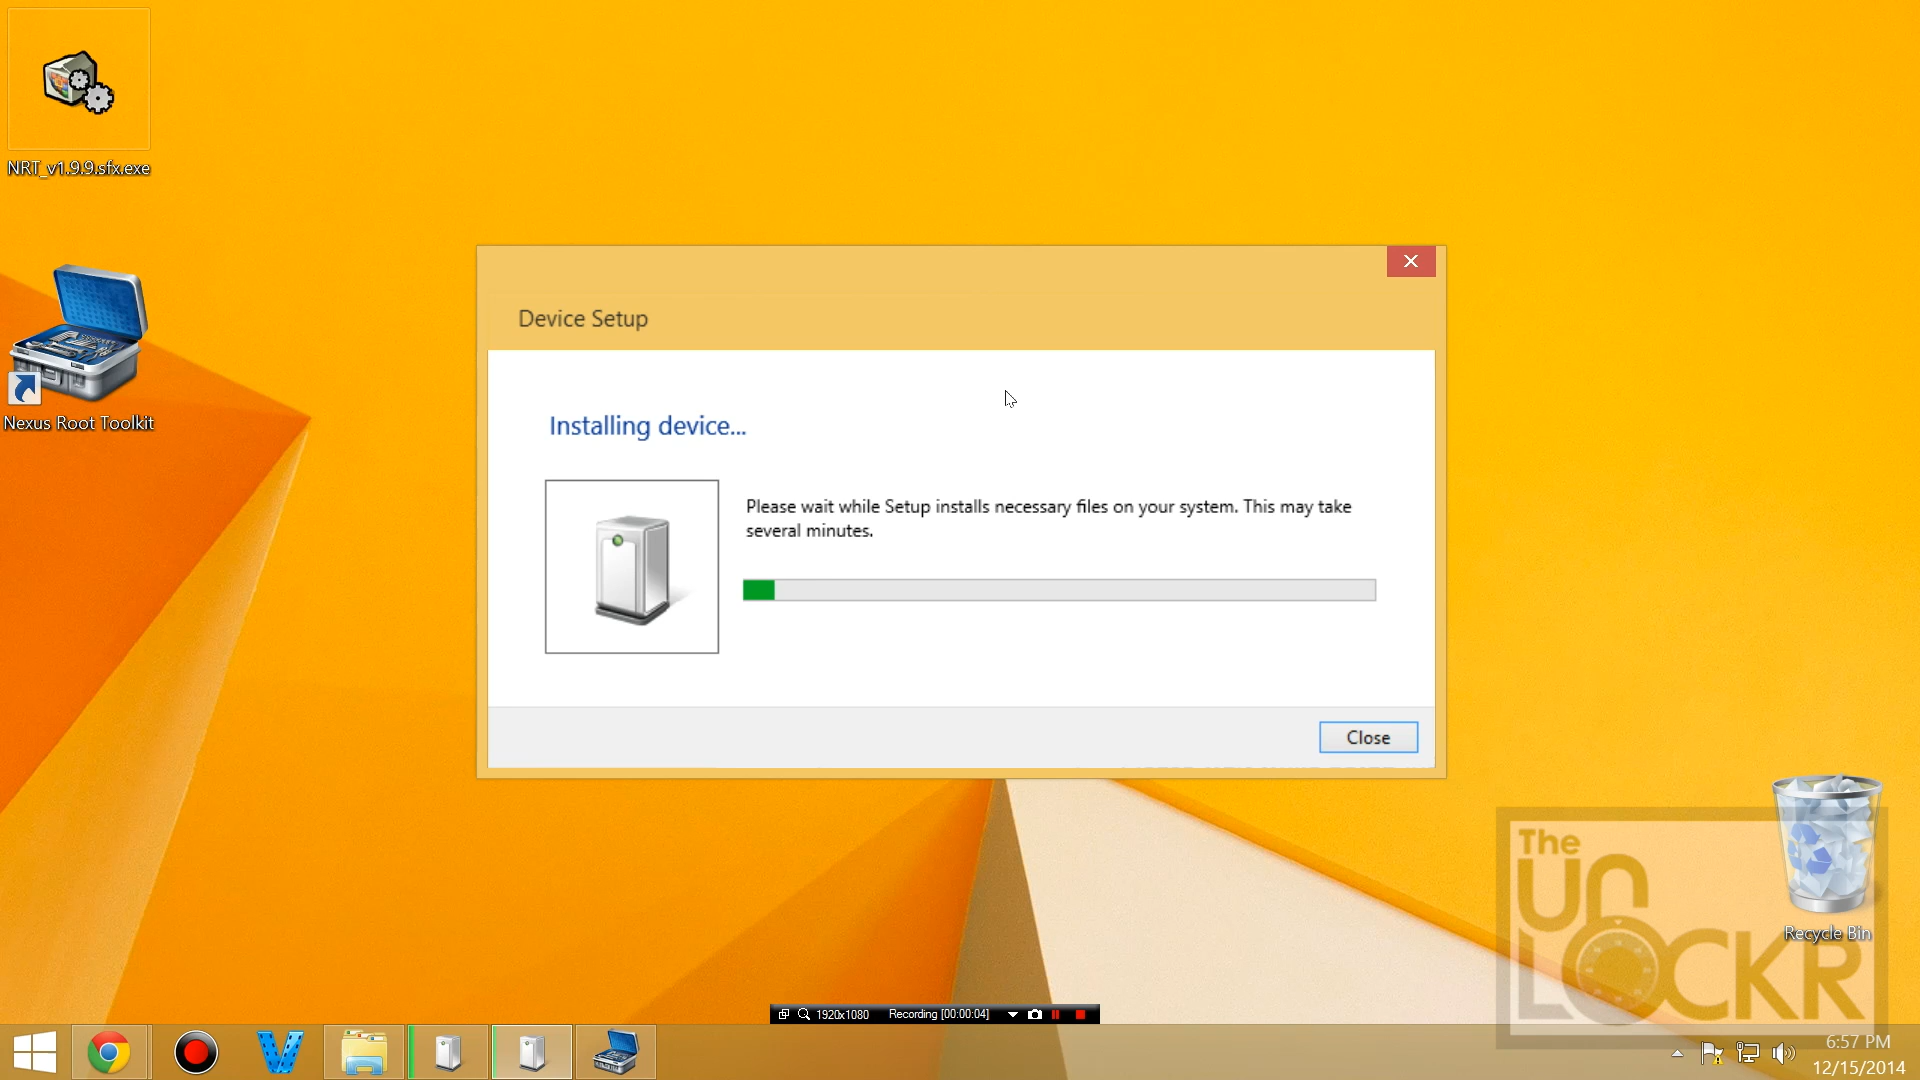 NRT_v1.9.9.sfx.exe
Nexus Root Toolkit
Device Setup
Installing device...
Please wait while Setup installs necessary files on your system. This may take
several minutes.
Close
The
UN
LOCKR
Recycle Bin
1920x1080 Recording [00:00:04]
6:57 PM
12/15/2014